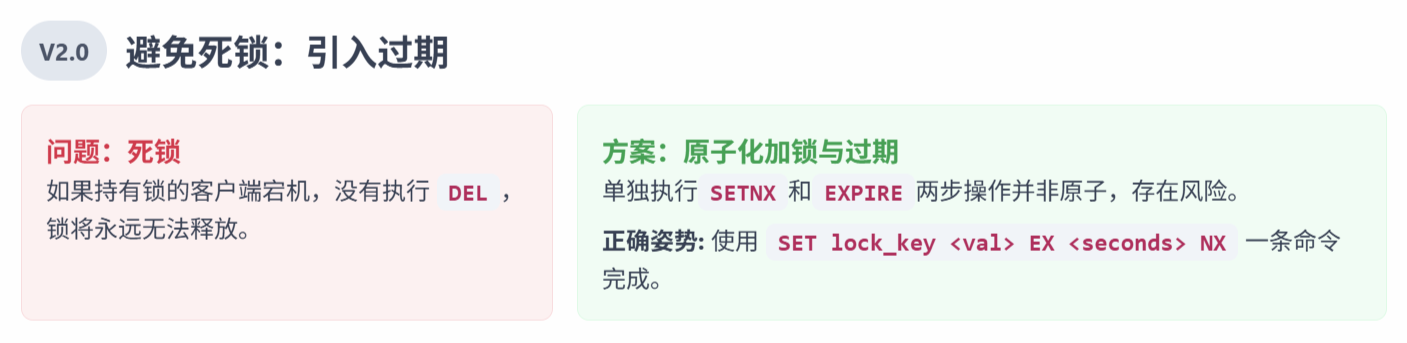 V2.0 避免死锁：引入过期
问题：死锁
如果持有锁的客户端宕机，没有执行 DEL ，
锁将永远无法释放。
方案：原子化加锁与过期
单独执行 SETNX 和 EXPIRE 两步操作并非原子，存在风险。
正确姿势: 使用 SET lock_key <val> EX <seconds> NX 一条命令
完成。